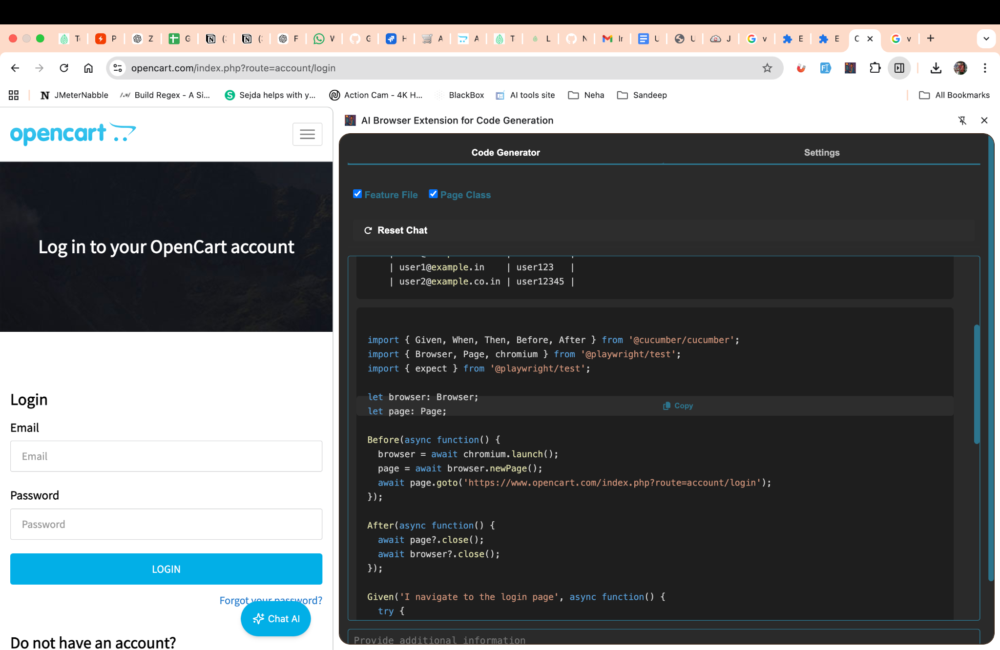 T
P
Z
G
(
(
F
W
G
H
A
A
T
L
N
Ir
U
U
J
v
E
E
C
v
opencart.com/index.php?route=account/login
JMeterNabble
Build Regex - A Si...
Sejda helps with y...
Action Cam - 4K H...
BlackBox
AI tools site
Neha
Sandeep
All Bookmarks
opencart
Log in to your OpenCart account
Login
Email
Email
Password
Password
LOGIN
Forgot your password?
Chat AI
Do not have an account?
AI Browser Extension for Code Generation
Code Generator
Settings
Feature File
Page Class
Reset Chat
| user1@example.in    | user123   |
| user2@example.co.in | user12345 |
import { Given, When, Then, Before, After } from '@cucumber/cucumber';
import { Browser, Page, chromium } from '@playwright/test';
import { expect } from '@playwright/test';
let browser: Browser;
Copy
let page: Page;
Before(async function() {
  browser = await chromium.launch();
  page = await browser.newPage();
  await page.goto('https://www.opencart.com/index.php?route=account/login');
});
After(async function() {
  await page?.close();
  await browser?.close();
});
Given('I navigate to the login page', async function() {
  try {
Provide additional information